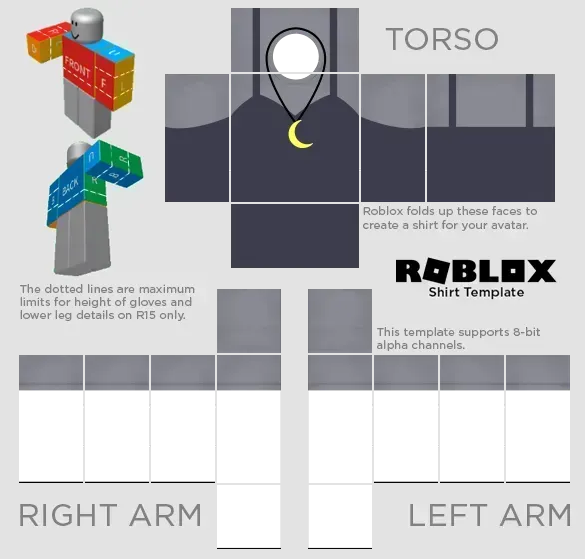 TORSO
FRONT
F
L
BACK
R
B
Roblox folds up these faces to
create a shirt for your avatar.
ROBLOX
Shirt Template
The dotted lines are maximum
limits for height of gloves and
lower leg details on R15 only.
This template supports 8-bit
alpha channels.
RIGHT ARM
LEFT ARM